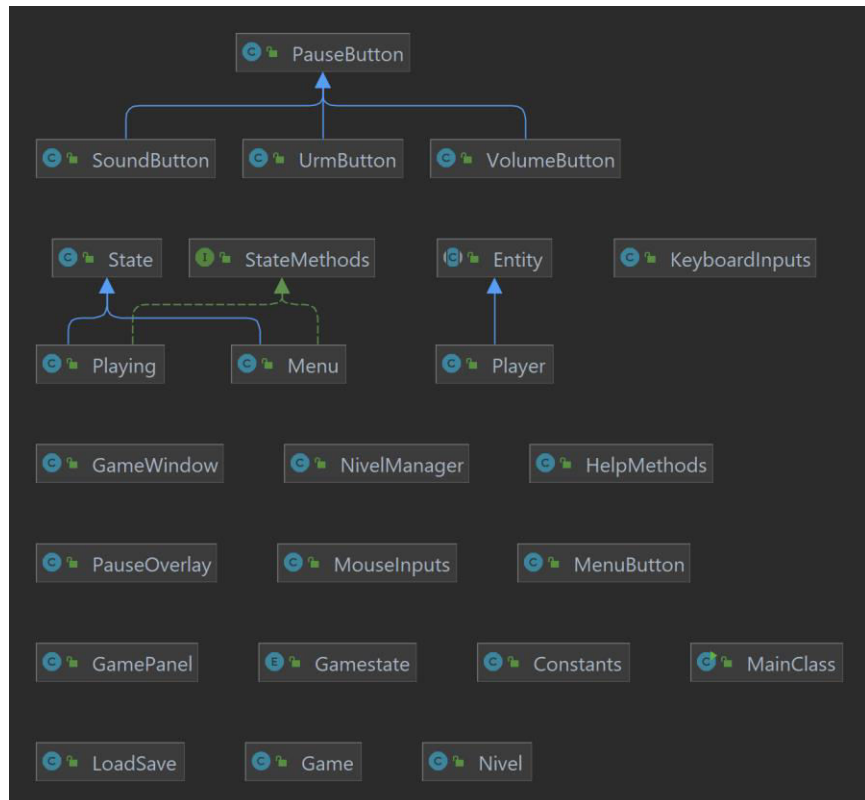 PauseButton
SoundButton UrmButton VolumeButton
State StateMethods Entity KeyboardInputs
Playing Menu Player
GameWindow NivelManager HelpMethods
PauseOverlay MouseInputs MenuButton
GamePanel Gamestate Constants MainClass
LoadSave Game Nivel